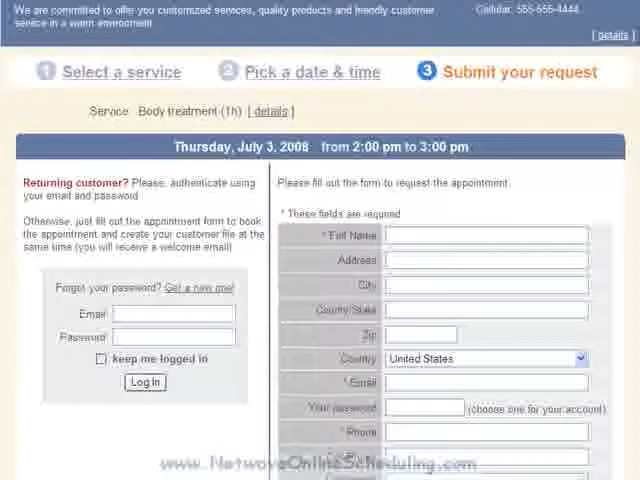 We are committed to offer you customized services, quality products and friendly customer
service in a warm environment
Cellular: 555-555-4444
[ details ]
1 Select a service
2 Pick a date & time
3 Submit your request
Service Body treatment (1h) [ details ]
Thursday, July 3, 2008 from 2:00 pm to 3:00 pm
Returning customer? Please, authenticate using
your email and password
Otherwise, just fill out the appointment form to book
the appointment and create your customer file at the
same time (you will receive a welcome email)
Forgot your password? Get a new one!
Email
Password
keep me logged in
Log in
Please fill out the form to request the appointment.
* These fields are required
* Full Name
Address
City
County/State
Zip
Country United States
* Email
Your password (choose one for your account)
* Phone
www.NetwaveOnlineScheduling.com